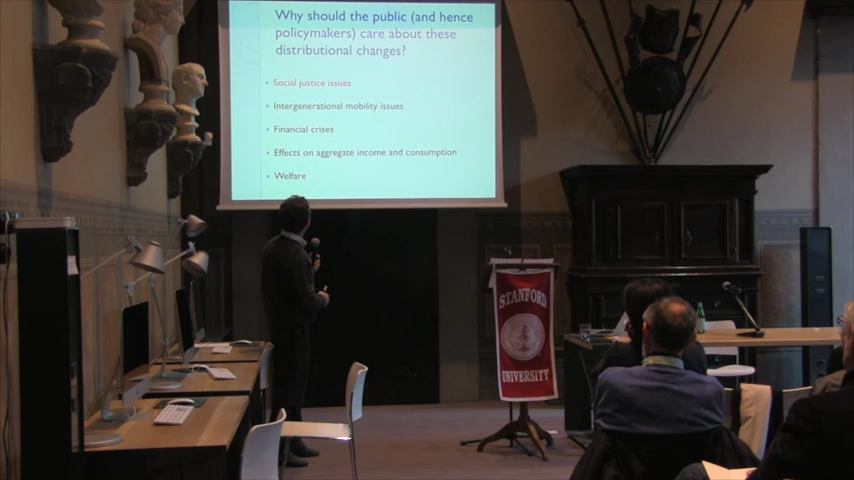 Why should the public (and hence
policymakers) care about these
distributional changes?
• Social justice issues
• Intergenerational mobility issues
• Financial crises
• Effects on aggregate income and consumption
• Welfare
STANFORD
UNIVERSITY